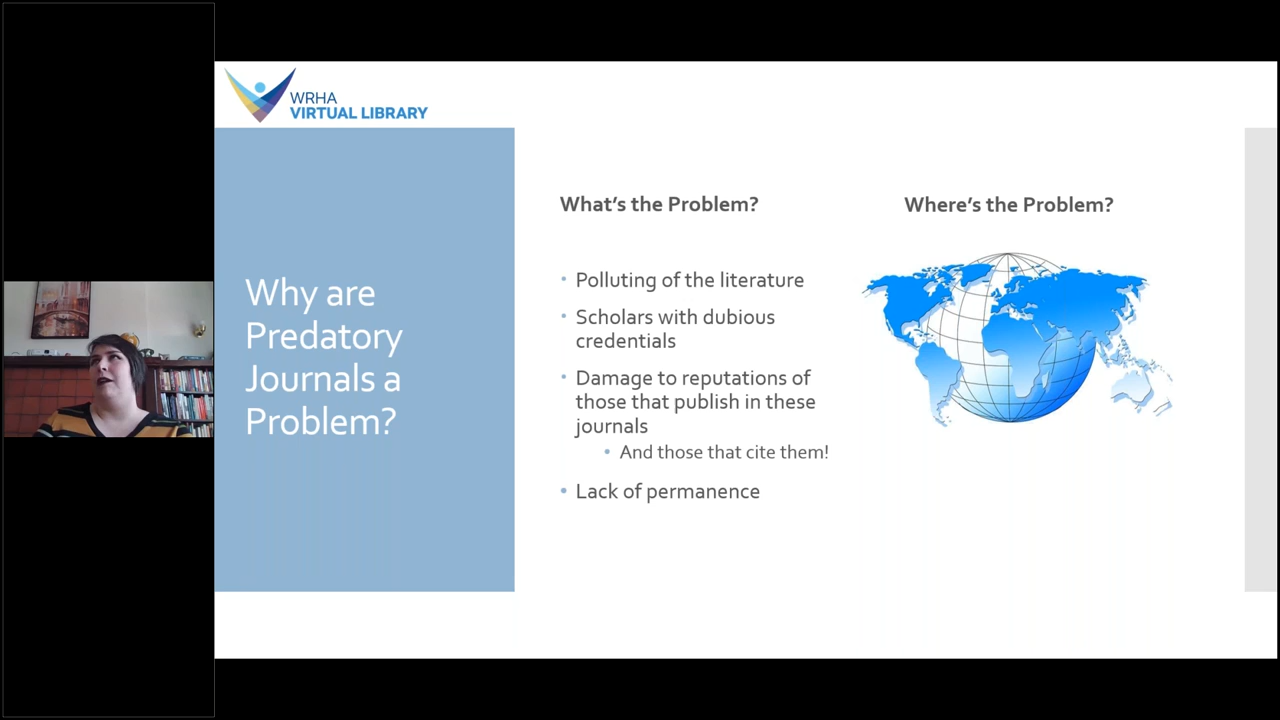 WRHA
VIRTUAL LIBRARY
Why are
Predatory
Journals a
Problem?
What's the Problem?
• Polluting of the literature
• Scholars with dubious
credentials
• Damage to reputations of
those that publish in these
journals
• And those that cite them!
• Lack of permanence
Where's the Problem?